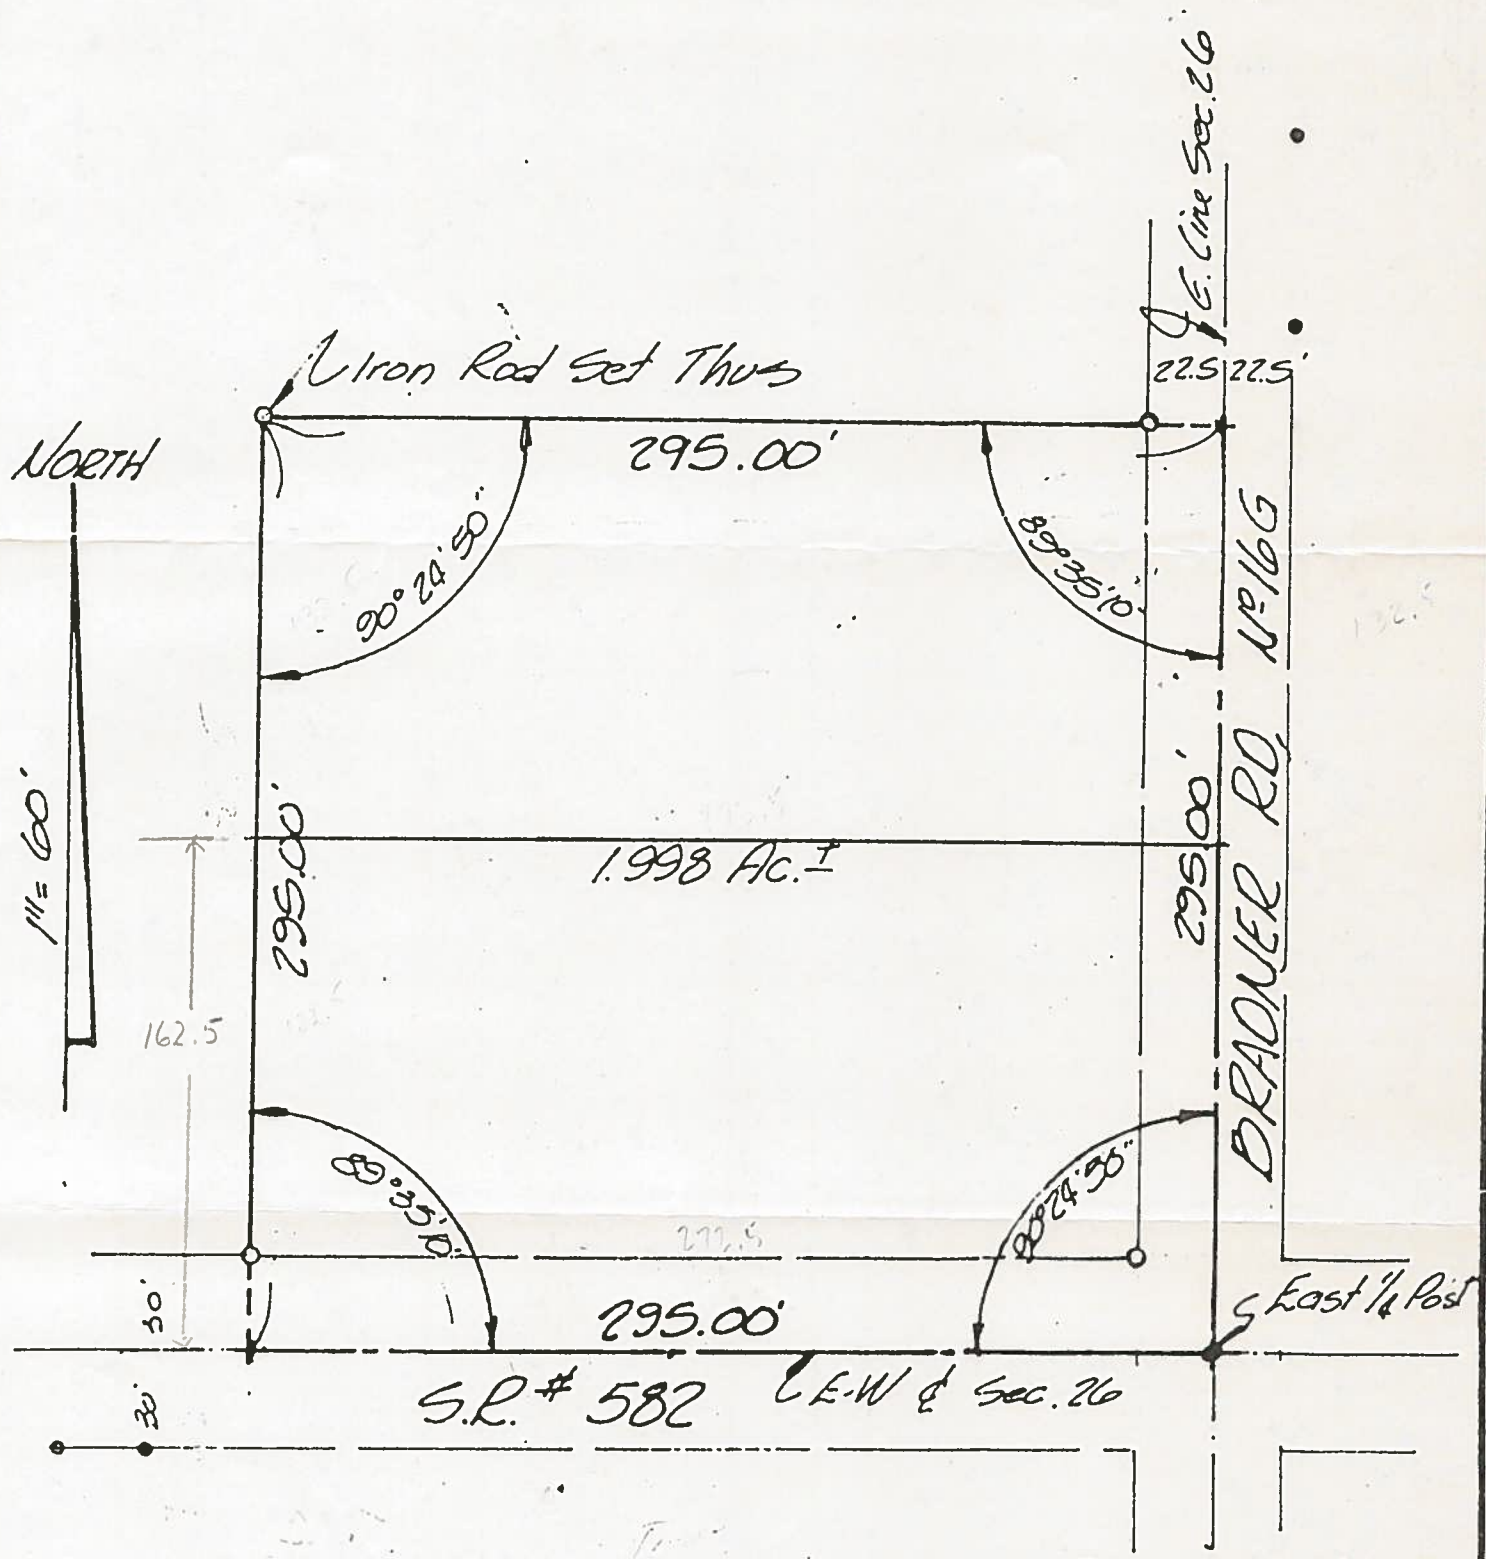 E. Line Sec. 26
Iron Rod Set Thus
22.5 22.5'
295.00'
NORTH
90° 24' 50"
89° 35' 10"
Nº 16G
BRADNER RD.
1" = 60'
295.00'
295.00'
1.998 Ac. ±
162.5
89° 35' 10"
90° 24' 50"
272.5
30'
295.00'
East 1/4 Post
S.R. # 582
E-W ¢ Sec. 26
30'